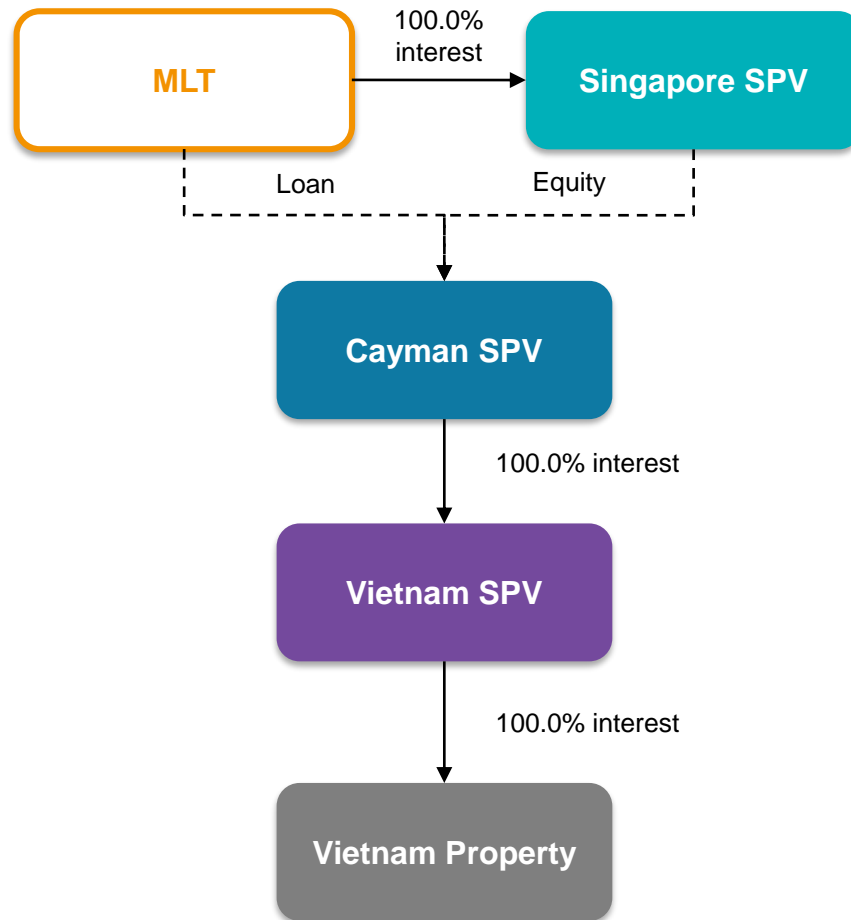 100.0%
interest
MLT
Singapore SPV
Loan
Equity
Cayman SPV
100.0% interest
Vietnam SPV
100.0% interest
Vietnam Property